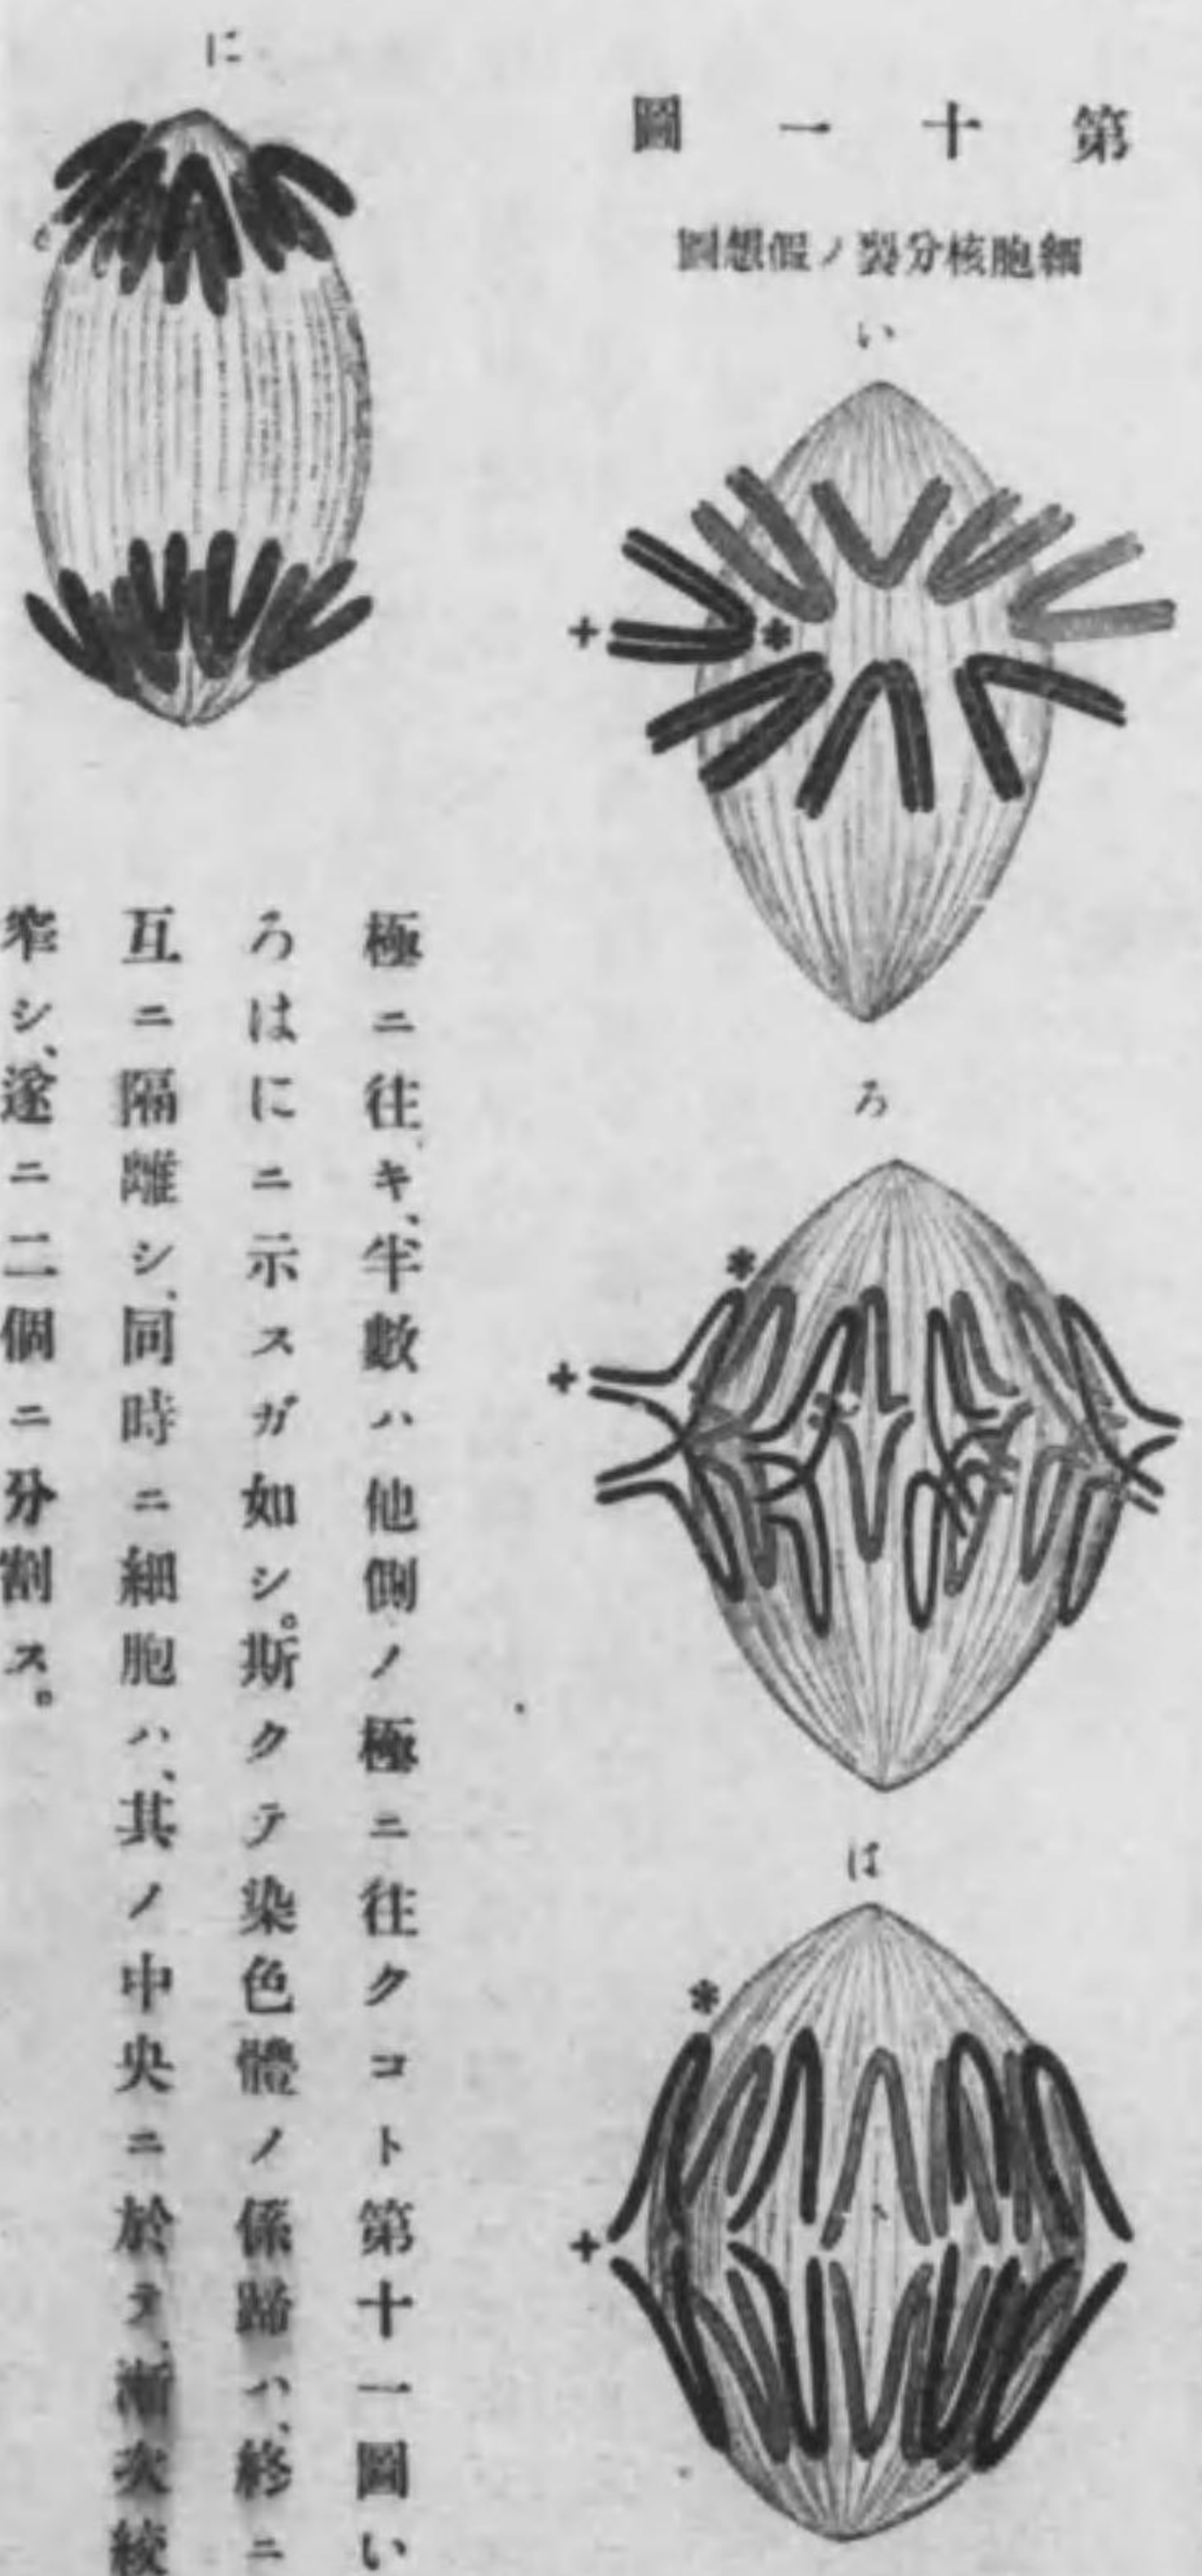 第十一圖
細胞核分裂ノ假想圖
い
ろ
は
に
極ニ往キ、半數ハ他側ノ極ニ往クコト第十一圖い
ろはにニ示スガ如シ。斯クテ染色體ノ係蹄ハ、終ニ
互ニ隔離シ、同時ニ細胞ハ、其ノ中央ニ於テ、漸次絞
窄シ、遂ニ二個ニ分割ス。